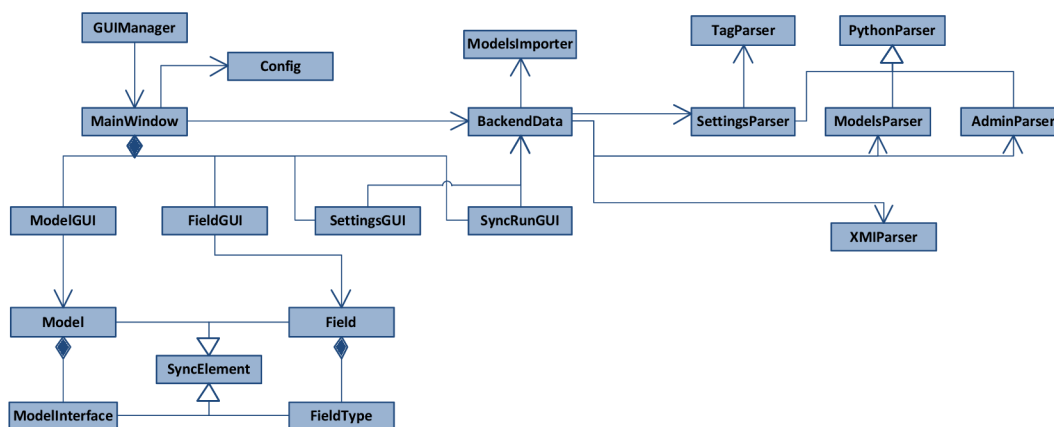 GUIManager
TagParser
PythonParser
ModelsImporter
Config
MainWindow
BackendData
SettingsParser
ModelsParser
AdminParser
ModelGUI
FieldGUI
SettingsGUI
SyncRunGUI
XMIParser
Model
Field
SyncElement
ModelInterface
FieldType